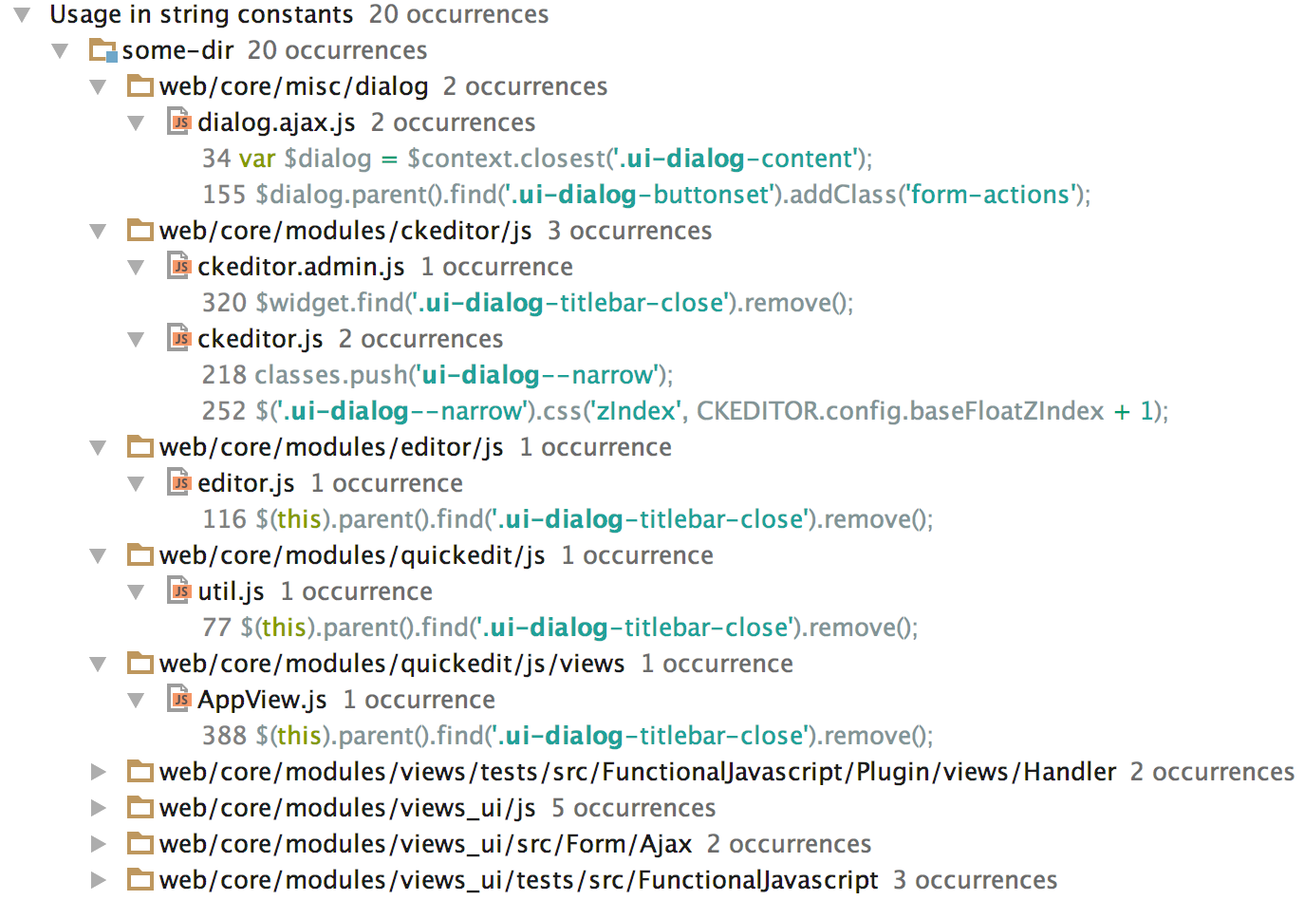 Usage in string constants 20 occurrences
some-dir 20 occurrences
web/core/misc/dialog 2 occurrences
JS dialog.ajax.js 2 occurrences
34 var $dialog = $context.closest('.ui-dialog-content');
155 $dialog.parent().find('.ui-dialog-buttonset').addClass('form-actions');
web/core/modules/ckeditor/js 3 occurrences
JS ckeditor.admin.js 1 occurrence
320 $widget.find('.ui-dialog-titlebar-close').remove();
JS ckeditor.js 2 occurrences
218 classes.push('ui-dialog--narrow');
252 $('.ui-dialog--narrow').css('zIndex', CKEDITOR.config.baseFloatZIndex + 1);
web/core/modules/editor/js 1 occurrence
JS editor.js 1 occurrence
116 $(this).parent().find('.ui-dialog-titlebar-close').remove();
web/core/modules/quickedit/js 1 occurrence
JS util.js 1 occurrence
77 $(this).parent().find('.ui-dialog-titlebar-close').remove();
web/core/modules/quickedit/js/views 1 occurrence
JS AppView.js 1 occurrence
388 $(this).parent().find('.ui-dialog-titlebar-close').remove();
web/core/modules/views/tests/src/FunctionalJavascript/Plugin/views/Handler 2 occurrences
web/core/modules/views_ui/js 5 occurrences
web/core/modules/views_ui/src/Form/Ajax 2 occurrences
web/core/modules/views_ui/tests/src/FunctionalJavascript 3 occurrences